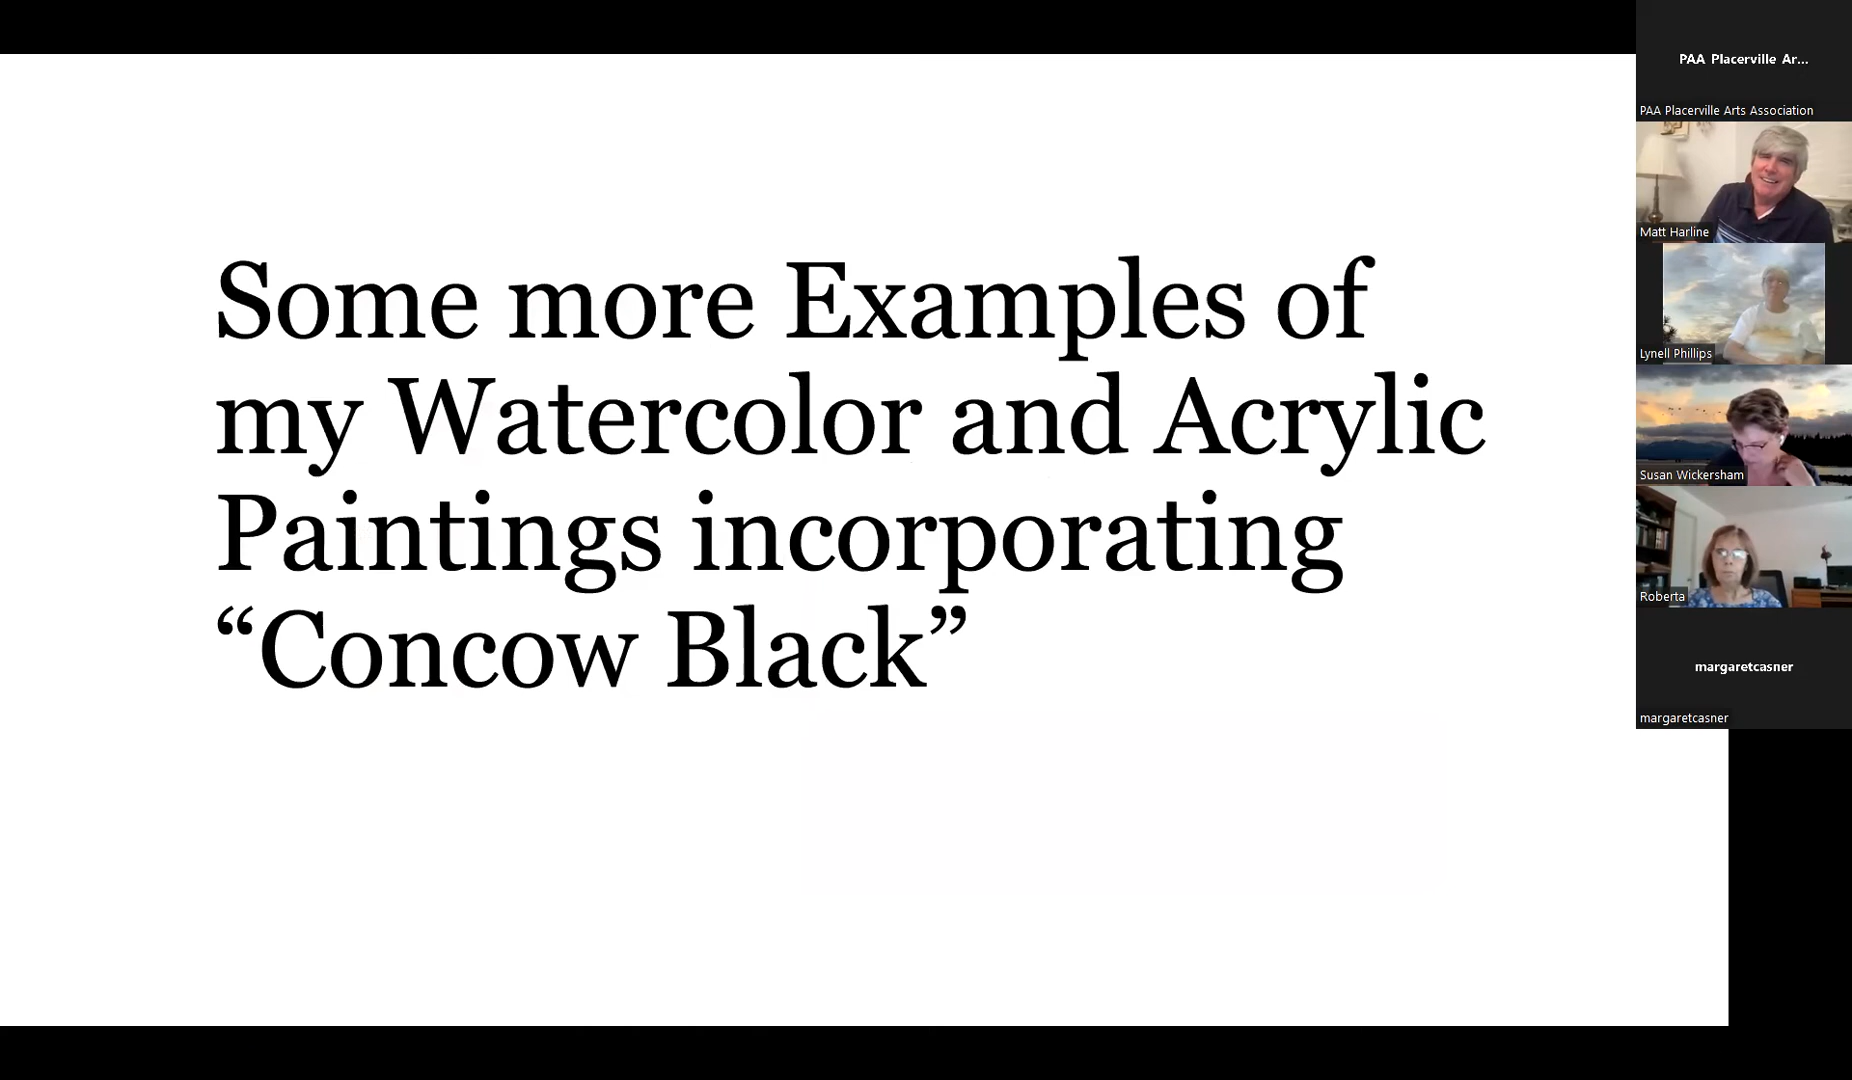 Some more Examples of
my Watercolor and Acrylic
Paintings incorporating
“Concow Black”
PAA Placerville Ar...
PAA Placerville Arts Association
Matt Harline
Lynell Phillips
Susan Wickersham
Roberta
margaretcasner
margaretcasner